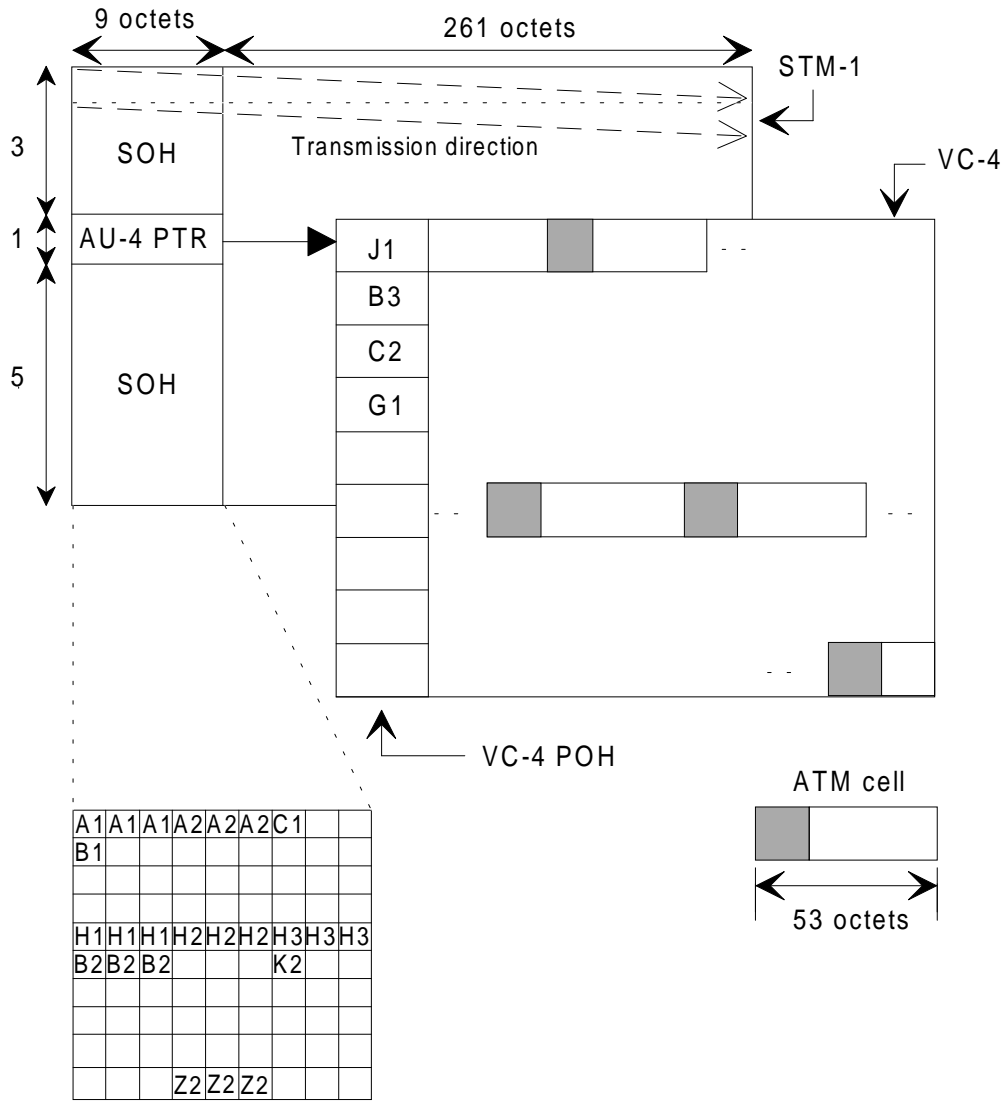 9 octets
261 octets
STM-1
3
SOH
Transmission direction
VC-4
1
AU-4 PTR
J1
- -
B3
C2
5
SOH
G1
- -
- -
- -
VC-4 POH
ATM cell
A1 A1 A1 A2 A2 A2 C1
B1
53 octets
H1 H1 H1 H2 H2 H2 H3 H3 H3
B2 B2 B2 K2
Z2 Z2 Z2